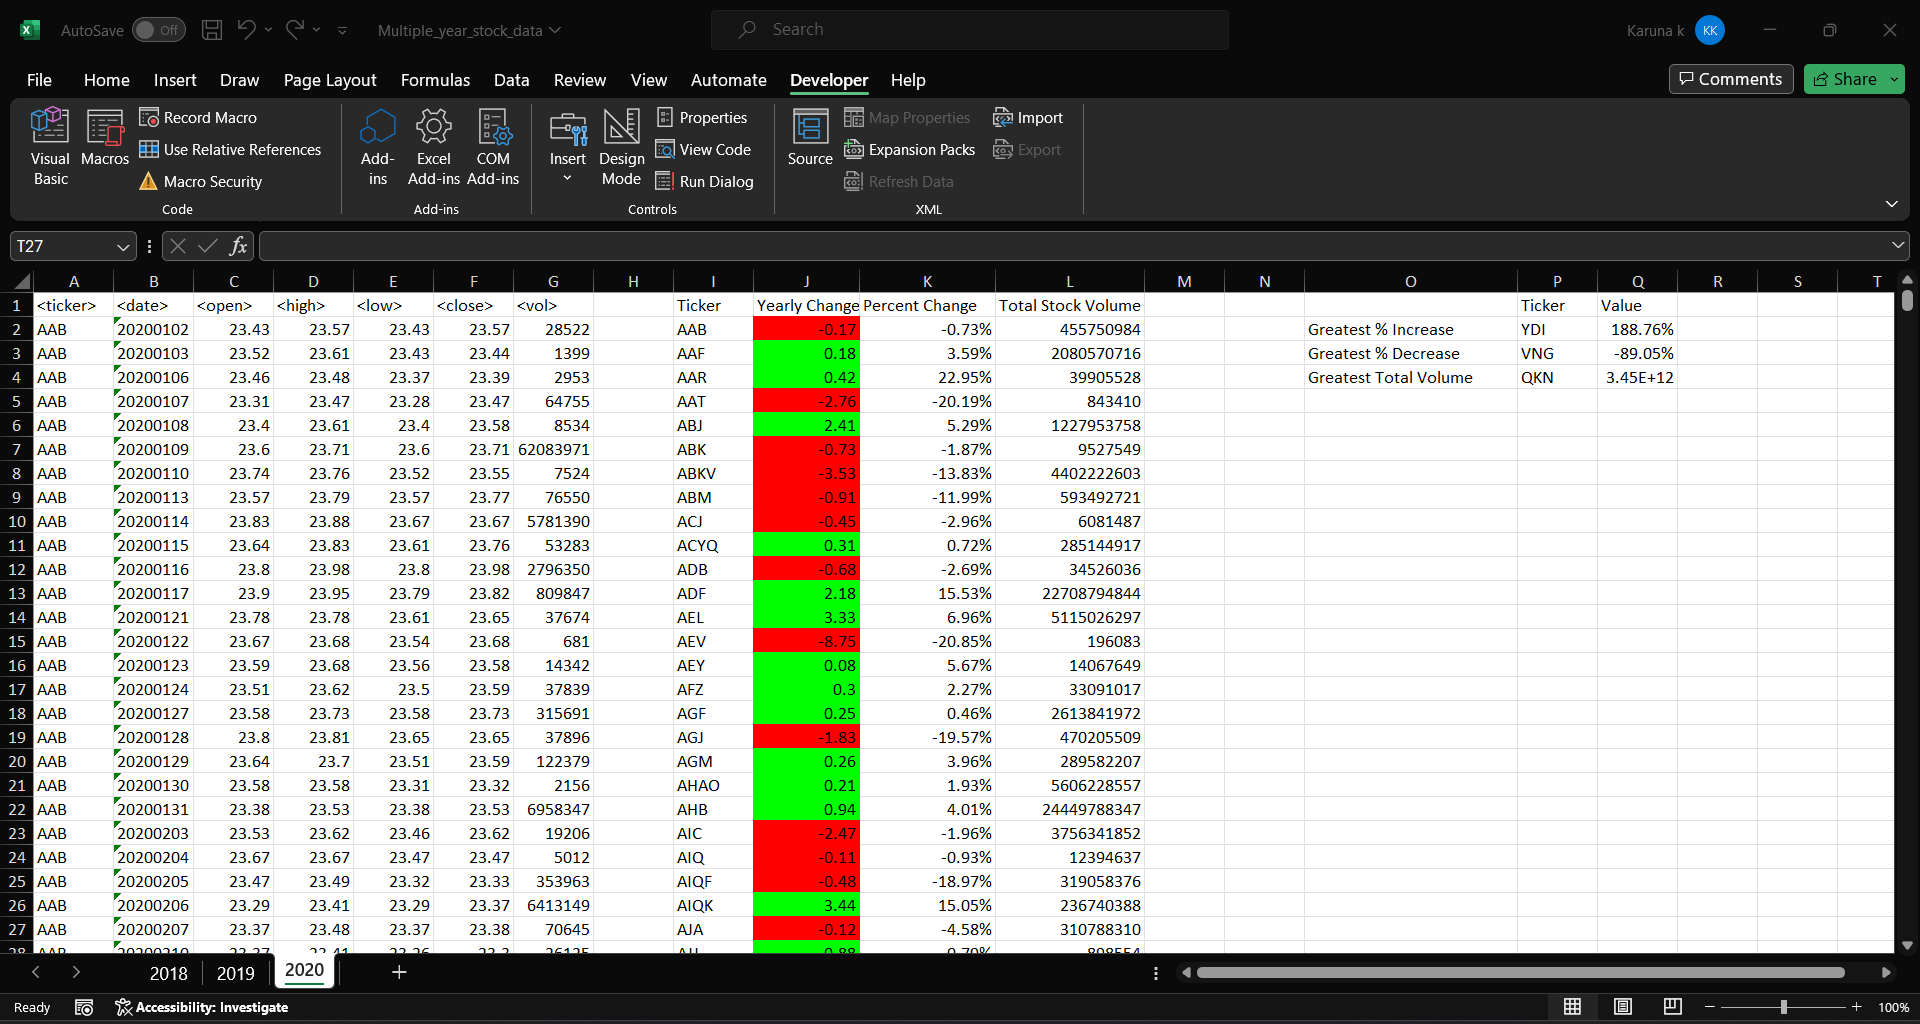 AutoSave Off Multiple_year_stock_data Search Karuna k KK
File Home Insert Draw Page Layout Formulas Data Review View Automate Developer Help Comments Share
Visual Basic Macros Record Macro Use Relative References Macro Security Code
Add-ins Excel Add-ins COM Add-ins Add-ins
Insert Design Mode Properties View Code Run Dialog Controls
Source Map Properties Expansion Packs Refresh Data Import Export XML
T27 fx
A B C D E F G H I J K L M N O P Q R S T
1 <ticker> <date> <open> <high> <low> <close> <vol> Ticker Yearly Change Percent Change Total Stock Volume Ticker Value
2 AAB 20200102 23.43 23.57 23.43 23.57 28522 AAB -0.17 -0.73% 455750984 Greatest % Increase YDI 188.76%
3 AAB 20200103 23.52 23.61 23.43 23.44 1399 AAF 0.18 3.59% 2080570716 Greatest % Decrease VNG -89.05%
4 AAB 20200106 23.46 23.48 23.37 23.39 2953 AAR 0.42 22.95% 39905528 Greatest Total Volume QKN 3.45E+12
5 AAB 20200107 23.31 23.47 23.28 23.47 64755 AAT -2.76 -20.19% 843410
6 AAB 20200108 23.4 23.61 23.4 23.58 8534 ABJ 2.41 5.29% 1227953758
7 AAB 20200109 23.6 23.71 23.6 23.71 62083971 ABK -0.73 -1.87% 9527549
8 AAB 20200110 23.74 23.76 23.52 23.55 7524 ABKV -3.53 -13.83% 4402222603
9 AAB 20200113 23.57 23.79 23.57 23.77 76550 ABM -0.91 -11.99% 593492721
10 AAB 20200114 23.83 23.88 23.67 23.67 5781390 ACJ -0.45 -2.96% 6081487
11 AAB 20200115 23.64 23.83 23.61 23.76 53283 ACYQ 0.31 0.72% 285144917
12 AAB 20200116 23.8 23.98 23.8 23.98 2796350 ADB -0.68 -2.69% 34526036
13 AAB 20200117 23.9 23.95 23.79 23.82 809847 ADF 2.18 15.53% 22708794844
14 AAB 20200121 23.78 23.78 23.61 23.65 37674 AEL 3.33 6.96% 5115026297
15 AAB 20200122 23.67 23.68 23.54 23.68 681 AEV -8.75 -20.85% 196083
16 AAB 20200123 23.59 23.68 23.56 23.58 14342 AEY 0.08 5.67% 14067649
17 AAB 20200124 23.51 23.62 23.5 23.59 37839 AFZ 0.3 2.27% 33091017
18 AAB 20200127 23.58 23.73 23.58 23.73 315691 AGF 0.25 0.46% 2613841972
19 AAB 20200128 23.8 23.81 23.65 23.65 37896 AGJ -1.83 -19.57% 470205509
20 AAB 20200129 23.64 23.7 23.51 23.59 122379 AGM 0.26 3.96% 289582207
21 AAB 20200130 23.58 23.58 23.31 23.32 2156 AHAO 0.21 1.93% 5606228557
22 AAB 20200131 23.38 23.53 23.38 23.53 6958347 AHB 0.94 4.01% 24449788347
23 AAB 20200203 23.53 23.62 23.46 23.62 19206 AIC -2.47 -1.96% 3756341852
24 AAB 20200204 23.67 23.67 23.47 23.47 5012 AIQ -0.11 -0.93% 12394637
25 AAB 20200205 23.47 23.49 23.32 23.33 353963 AIQF -0.48 -18.97% 319058376
26 AAB 20200206 23.29 23.41 23.29 23.37 6413149 AIQK 3.44 15.05% 236740388
27 AAB 20200207 23.37 23.48 23.37 23.38 70645 AJA -0.12 -4.58% 310788310
2018 2019 2020
Ready Accessibility: Investigate 100%